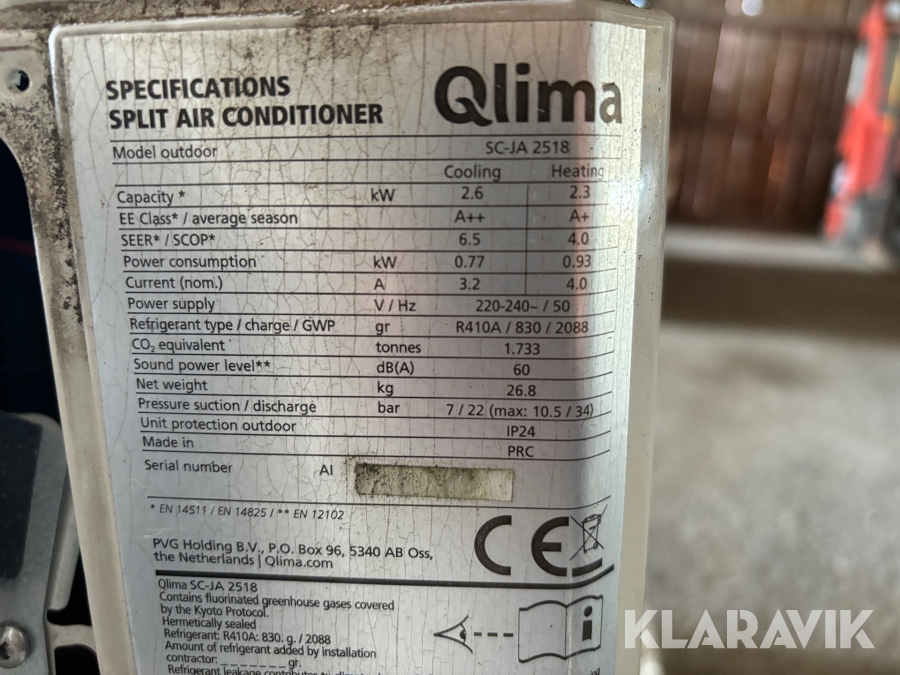 SPECIFICATIONS
SPLIT AIR CONDITIONER
Qlima
Model outdoor SC-JA 2518
Cooling Heating
Capacity * kW 2.6 2.3
EE Class* / average season A++ A+
SEER* / SCOP* 6.5 4.0
Power consumption kW 0.77 0.93
Current (nom.) A 3.2 4.0
Power supply V / Hz 220-240~ / 50
Refrigerant type / charge / GWP gr R410A / 830 / 2088
CO₂ equivalent tonnes 1.733
Sound power level** dB(A) 60
Net weight kg 26.8
Pressure suction / discharge bar 7 / 22 (max: 10.5 / 34)
Unit protection outdoor IP24
Made in PRC
Serial number AI
* EN 14511 / EN 14825 / ** EN 12102
PVG Holding B.V., P.O. Box 96, 5340 AB Oss,
the Netherlands | Qlima.com
CE
Qlima SC-JA 2518
Contains fluorinated greenhouse gases covered
by the Kyoto Protocol.
Hermetically sealed
Refrigerant: R410A: 830. g. / 2088
Amount of refrigerant added by installation
contractor: _ _ _ _ _ _ _ gr.
Refrigerant leakage contributes to
i
KLARAVIK